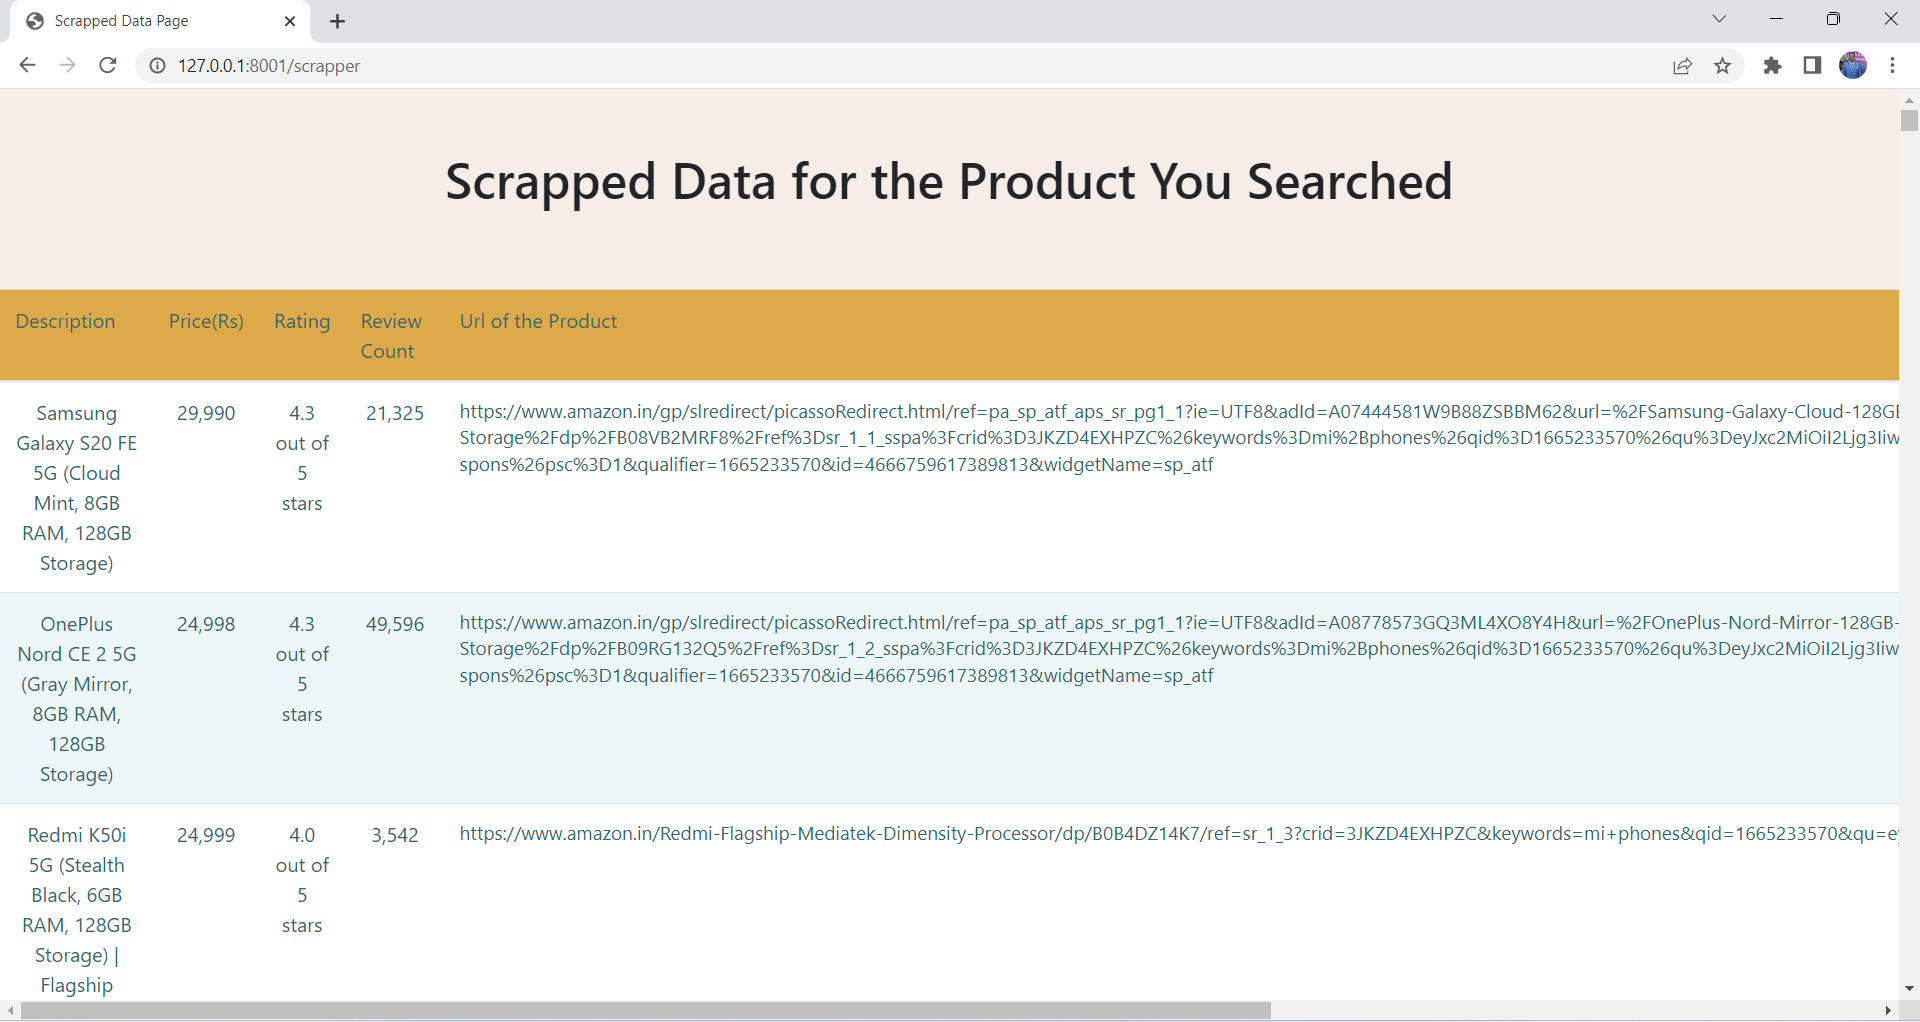 Scrapped Data Page
127.0.0.1:8001/scrapper
Scrapped Data for the Product You Searched
Description Price(Rs) Rating Review Count Url of the Product
Samsung Galaxy S20 FE 5G (Cloud Mint, 8GB RAM, 128GB Storage)
29,990
4.3 out of 5 stars
21,325
https://www.amazon.in/gp/slredirect/picassoRedirect.html/ref=pa_sp_atf_aps_sr_pg1_1?ie=UTF8&adId=A07444581W9B88ZSBBM62&url=%2FSamsung-Galaxy-Cloud-128GB
Storage%2Fdp%2FB08VB2MRF8%2Fref%3Dsr_1_1_sspa%3Fcrid%3D3JKZD4EXHPZC%26keywords%3Dmi%2Bphones%26qid%3D1665233570%26qu%3DeyJxc2MiOiI2Ljg3Iiw
spons%26psc%3D1&qualifier=1665233570&id=4666759617389813&widgetName=sp_atf
OnePlus Nord CE 2 5G (Gray Mirror, 8GB RAM, 128GB Storage)
24,998
4.3 out of 5 stars
49,596
https://www.amazon.in/gp/slredirect/picassoRedirect.html/ref=pa_sp_atf_aps_sr_pg1_1?ie=UTF8&adId=A08778573GQ3ML4XO8Y4H&url=%2FOnePlus-Nord-Mirror-128GB-
Storage%2Fdp%2FB09RG132Q5%2Fref%3Dsr_1_2_sspa%3Fcrid%3D3JKZD4EXHPZC%26keywords%3Dmi%2Bphones%26qid%3D1665233570%26qu%3DeyJxc2MiOiI2Ljg3Iiw
spons%26psc%3D1&qualifier=1665233570&id=4666759617389813&widgetName=sp_atf
Redmi K50i 5G (Stealth Black, 6GB RAM, 128GB Storage) | Flagship
24,999
4.0 out of 5 stars
3,542
https://www.amazon.in/Redmi-Flagship-Mediatek-Dimensity-Processor/dp/B0B4DZ14K7/ref=sr_1_3?crid=3JKZD4EXHPZC&keywords=mi+phones&qid=1665233570&qu=e